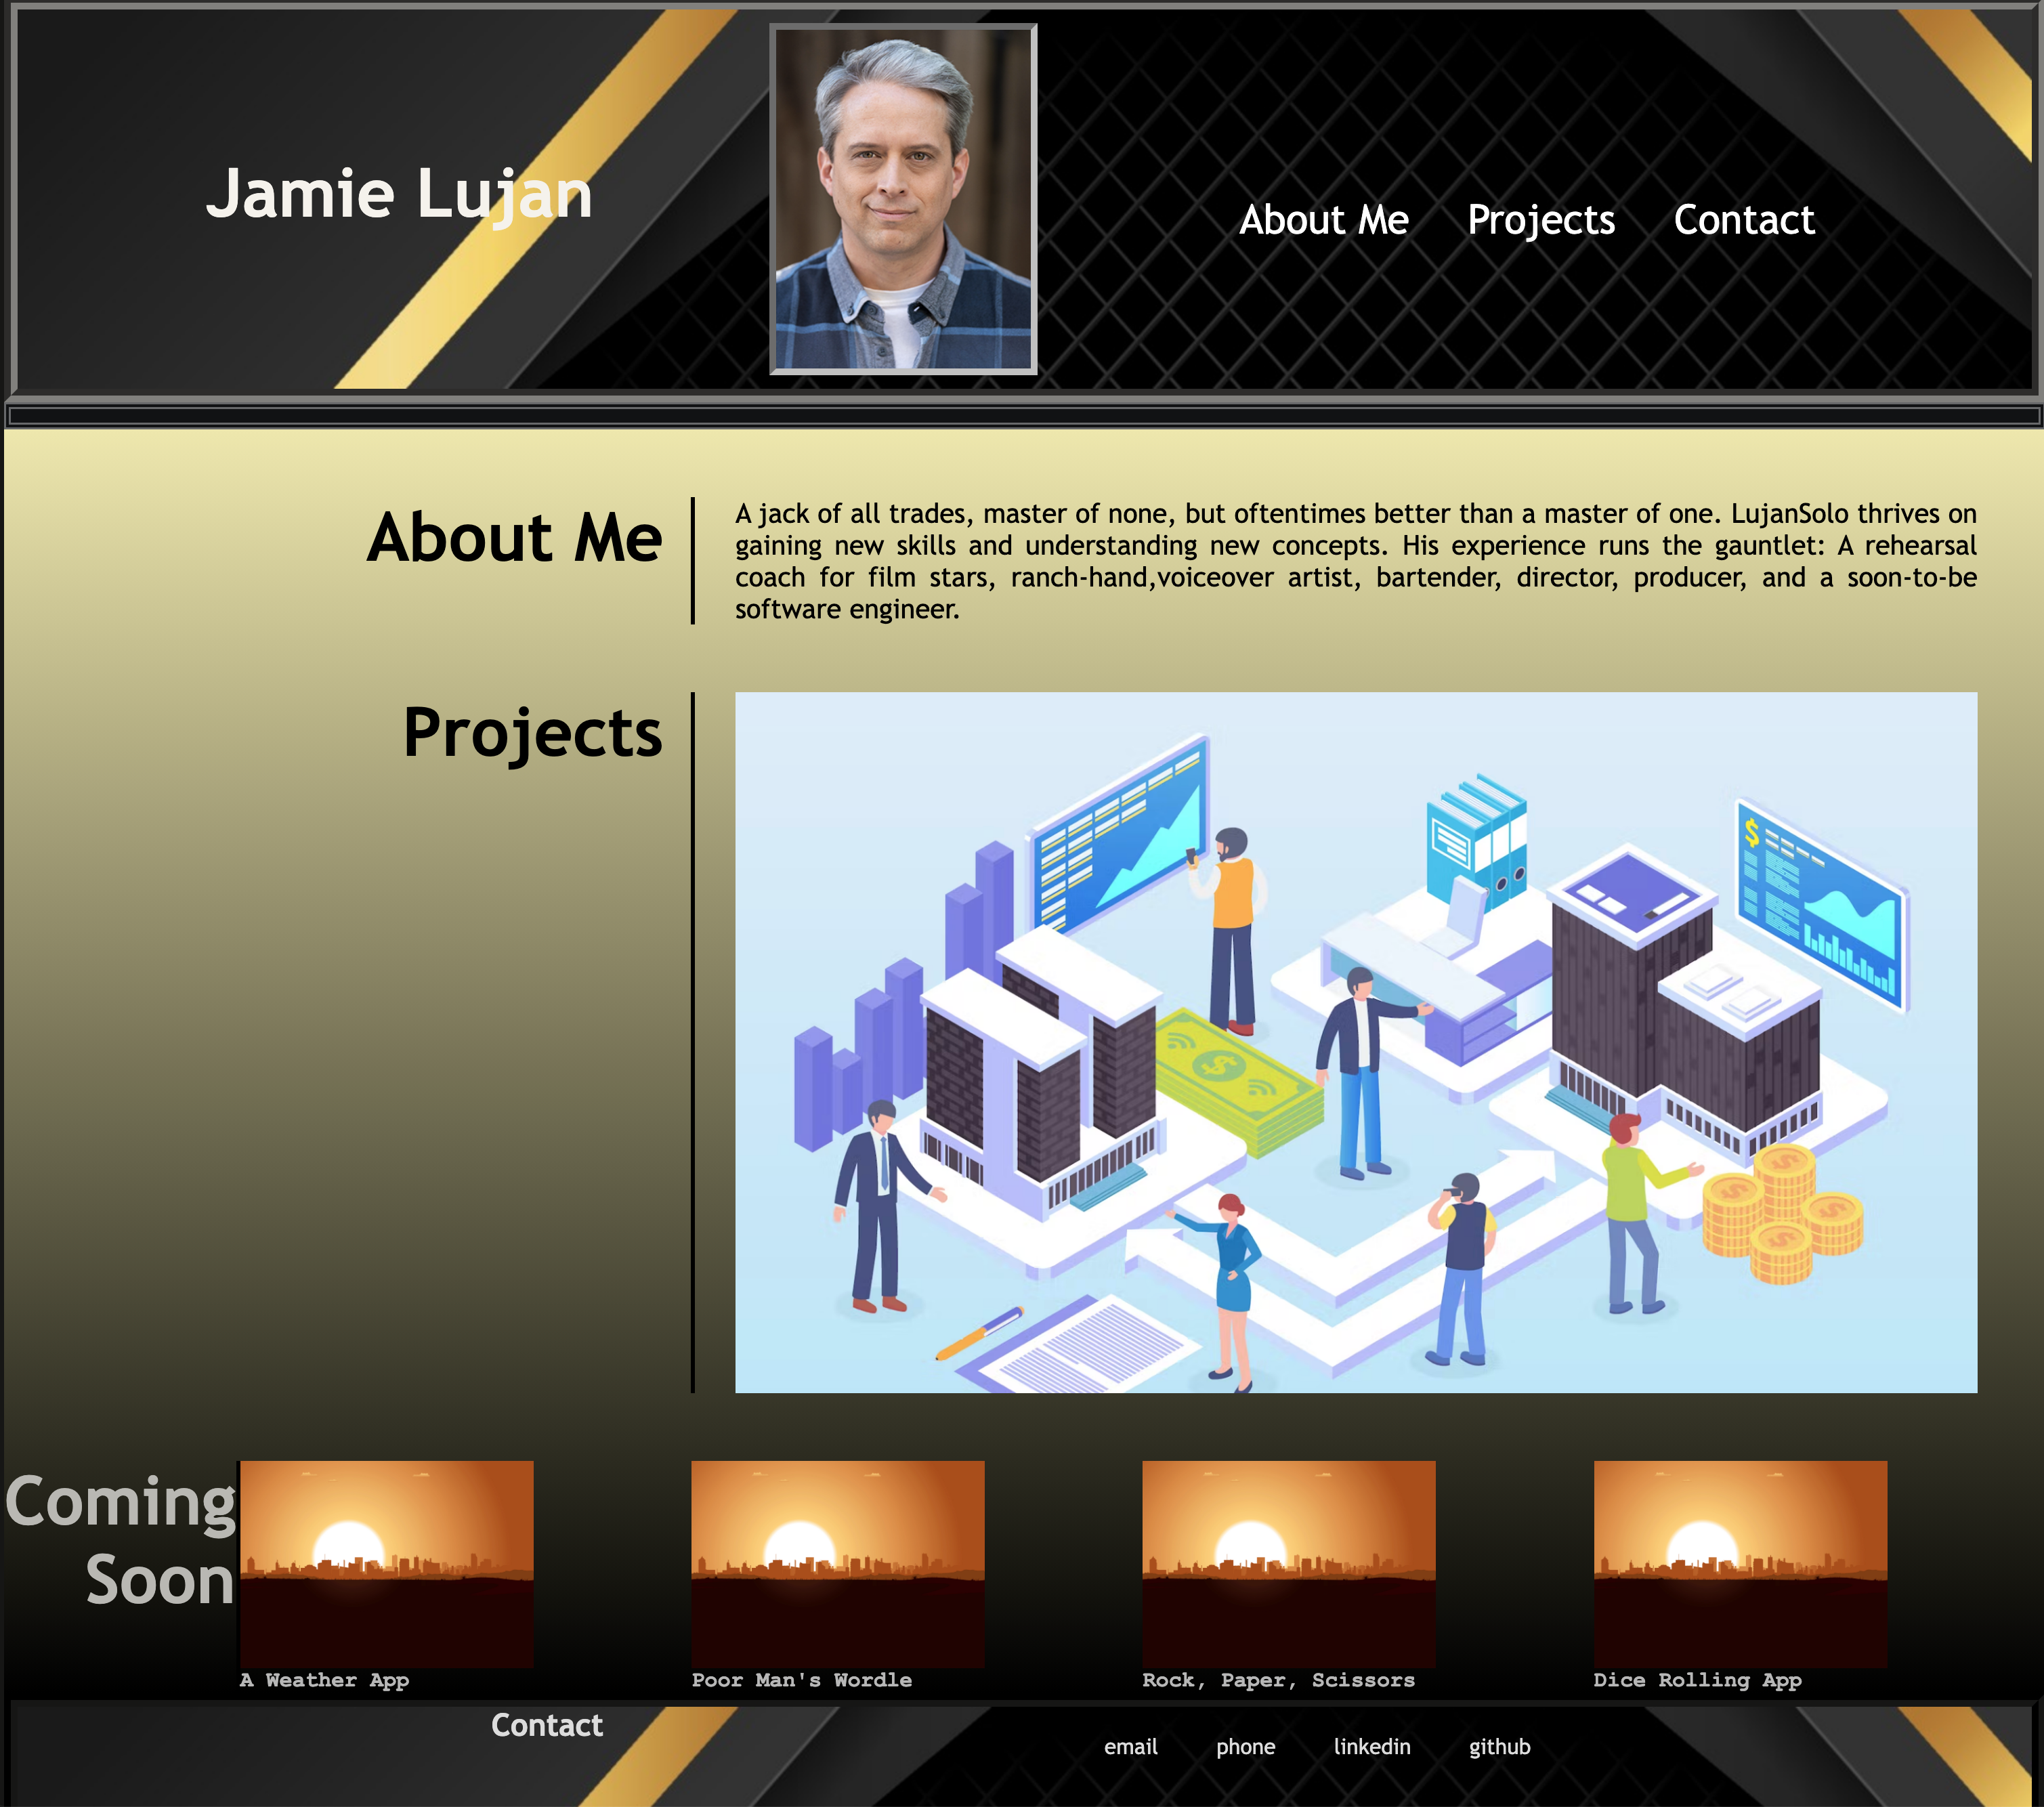 Jamie Lujan
About Me Projects Contact
About Me
A jack of all trades, master of none, but oftentimes better than a master of one. LujanSolo thrives on
gaining new skills and understanding new concepts. His experience runs the gauntlet: A rehearsal
coach for film stars, ranch-hand,voiceover artist, bartender, director, producer, and a soon-to-be
software engineer.
Projects
$
$
$
$
$
$
Coming
Soon
A Weather App
Poor Man's Wordle
Rock, Paper, Scissors
Dice Rolling App
Contact
email phone linkedin github